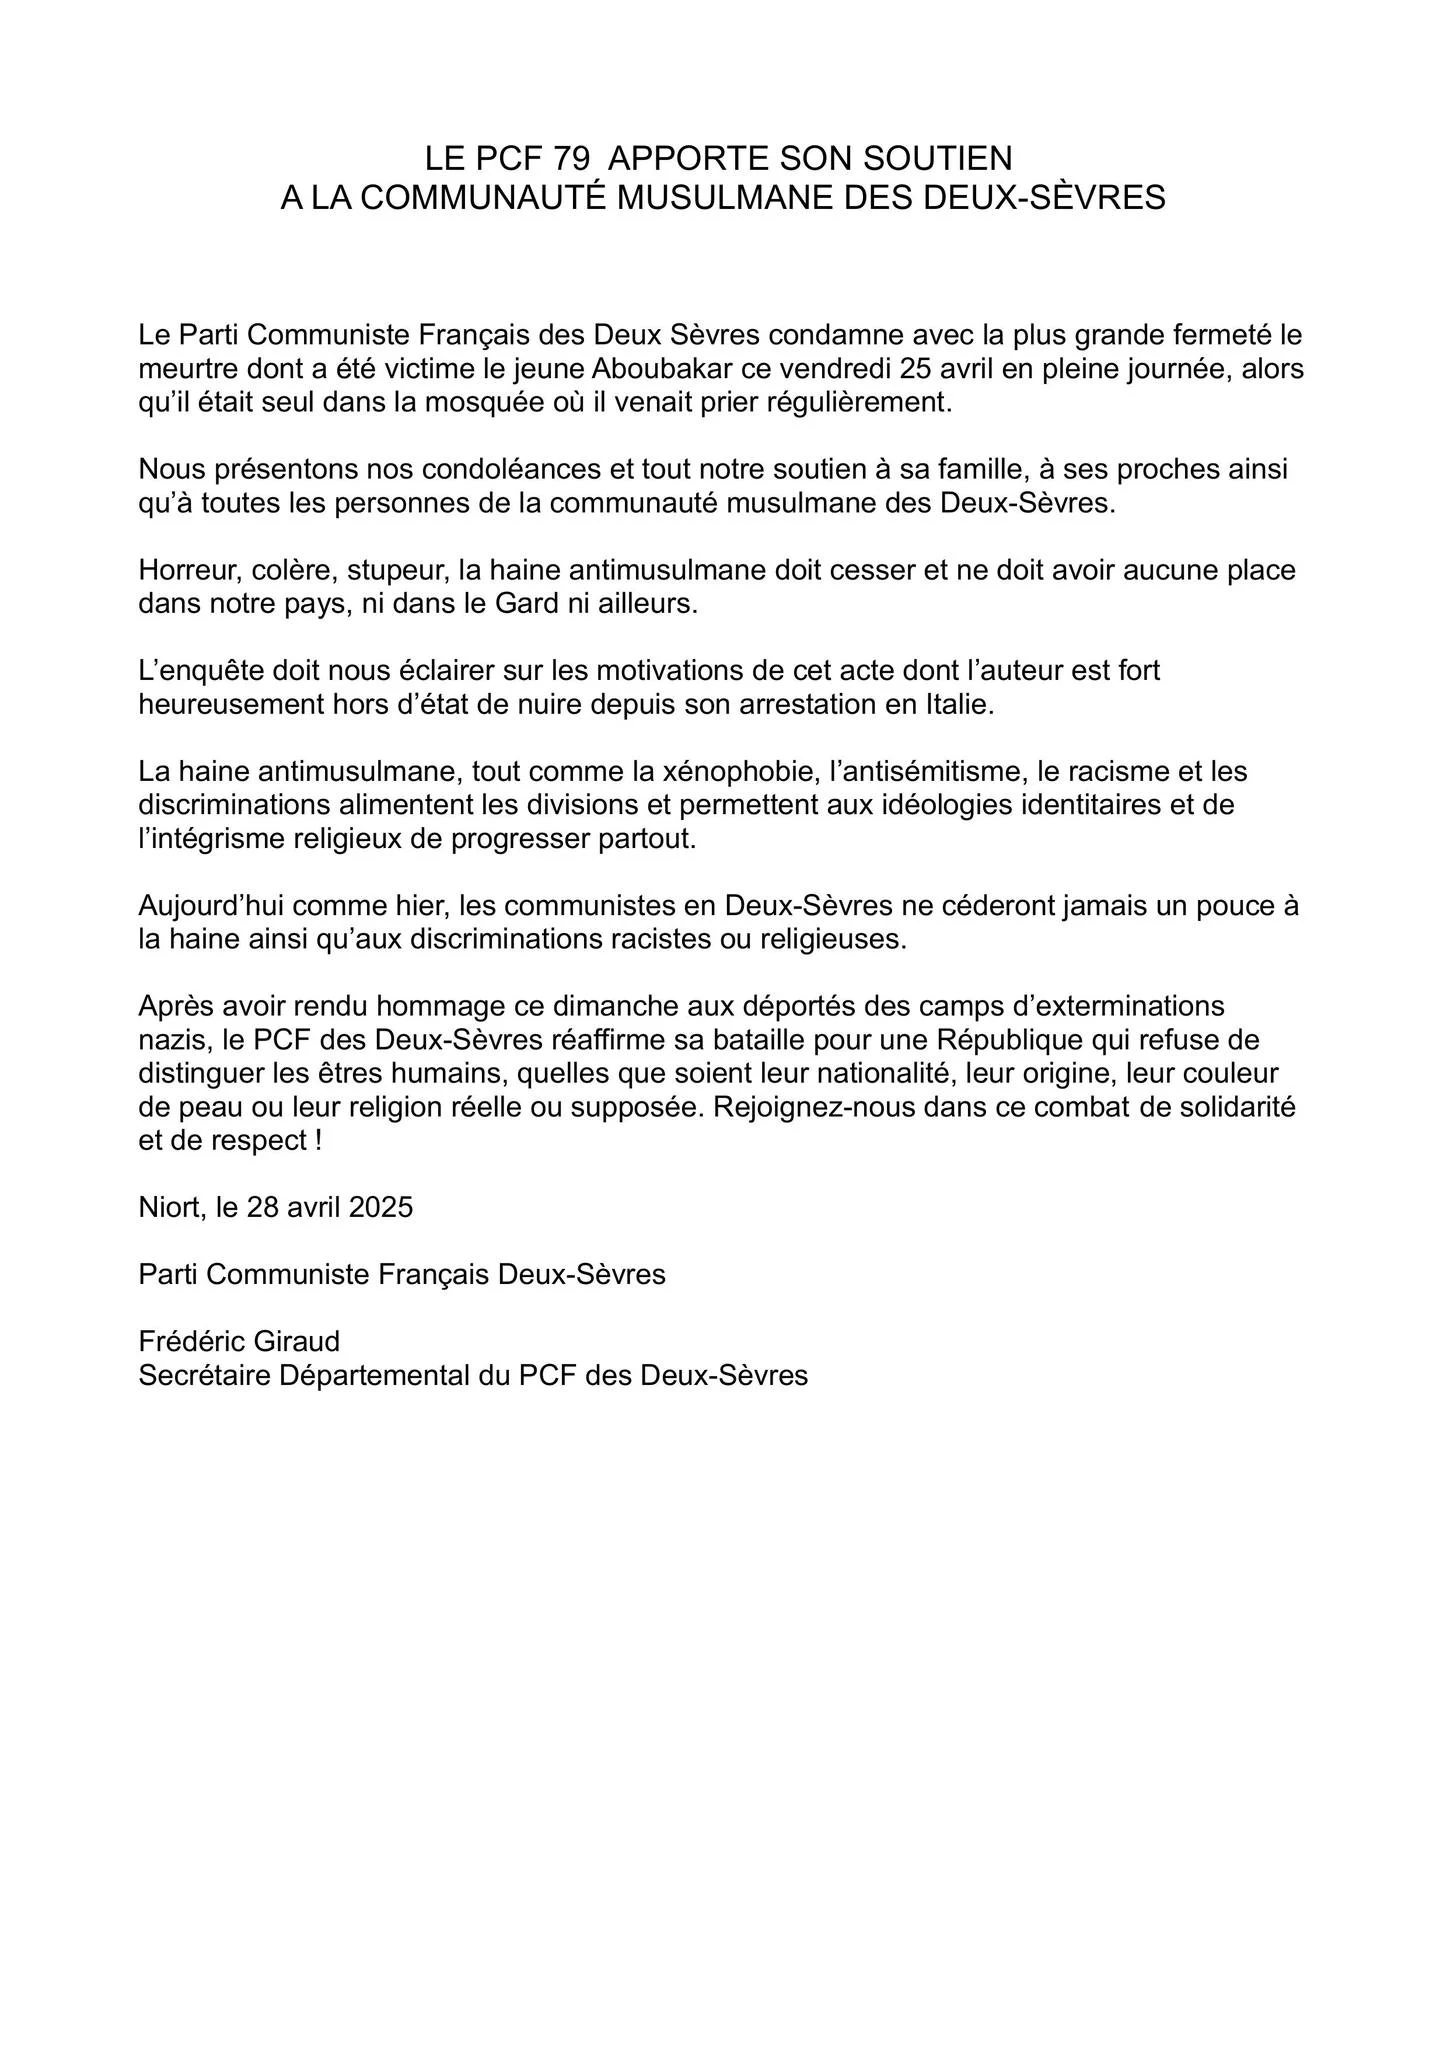 LE PCF 79  APPORTE SON SOUTIEN
A LA COMMUNAUTÉ MUSULMANE DES DEUX-SÈVRES
Le Parti Communiste Français des Deux Sèvres condamne avec la plus grande fermeté le
meurtre dont a été victime le jeune Aboubakar ce vendredi 25 avril en pleine journée, alors
qu’il était seul dans la mosquée où il venait prier régulièrement.
Nous présentons nos condoléances et tout notre soutien à sa famille, à ses proches ainsi
qu’à toutes les personnes de la communauté musulmane des Deux-Sèvres.
Horreur, colère, stupeur, la haine antimusulmane doit cesser et ne doit avoir aucune place
dans notre pays, ni dans le Gard ni ailleurs.
L’enquête doit nous éclairer sur les motivations de cet acte dont l’auteur est fort
heureusement hors d’état de nuire depuis son arrestation en Italie.
La haine antimusulmane, tout comme la xénophobie, l’antisémitisme, le racisme et les
discriminations alimentent les divisions et permettent aux idéologies identitaires et de
l’intégrisme religieux de progresser partout.
Aujourd’hui comme hier, les communistes en Deux-Sèvres ne céderont jamais un pouce à
la haine ainsi qu’aux discriminations racistes ou religieuses.
Après avoir rendu hommage ce dimanche aux déportés des camps d’exterminations
nazis, le PCF des Deux-Sèvres réaffirme sa bataille pour une République qui refuse de
distinguer les êtres humains, quelles que soient leur nationalité, leur origine, leur couleur
de peau ou leur religion réelle ou supposée. Rejoignez-nous dans ce combat de solidarité
et de respect !
Niort, le 28 avril 2025
Parti Communiste Français Deux-Sèvres
Frédéric Giraud
Secrétaire Départemental du PCF des Deux-Sèvres